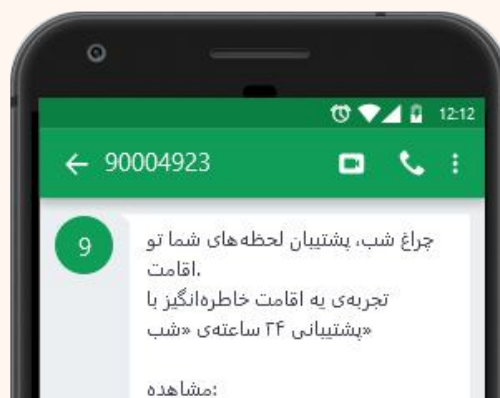 12:12
90004923
9
چراغ شب، پشتیبان لحظه‌های شما تو
اقامت.
تجربه‌ی یه اقامت خاطره‌انگیز با
پشتیبانی ۲۴ ساعته‌ی «شب»
مشاهده: